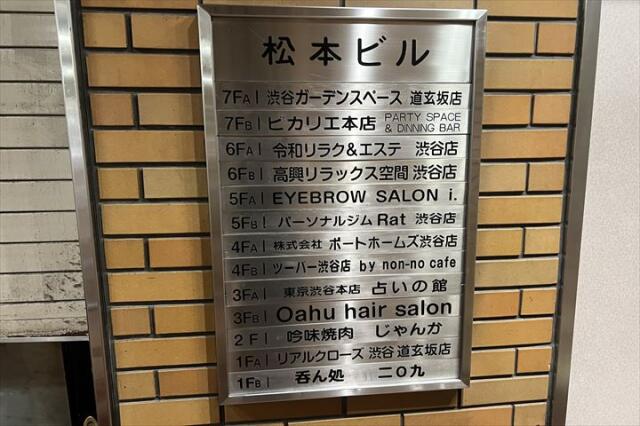 松本ビル
7FA 渋谷ガーデンスペース 道玄坂店
7FB ヒカリエ本店 PARTY SPACE & DINNING BAR
6FA 令和リラク&エステ 渋谷店
6FB 高興リラックス空間 渋谷店
5FA EYEBROW SALON i.
5FB パーソナルジム Rat 渋谷店
4FA 株式会社 ポートホームズ渋谷店
4FB ツーバー渋谷店 by non-no cafe
3FA 東京渋谷本店 占いの館
3FB Oahu hair salon
2F 吟味焼肉 じゃんか
1FA リアルクローズ 渋谷 道玄坂店
1FB 呑ん処 二〇九